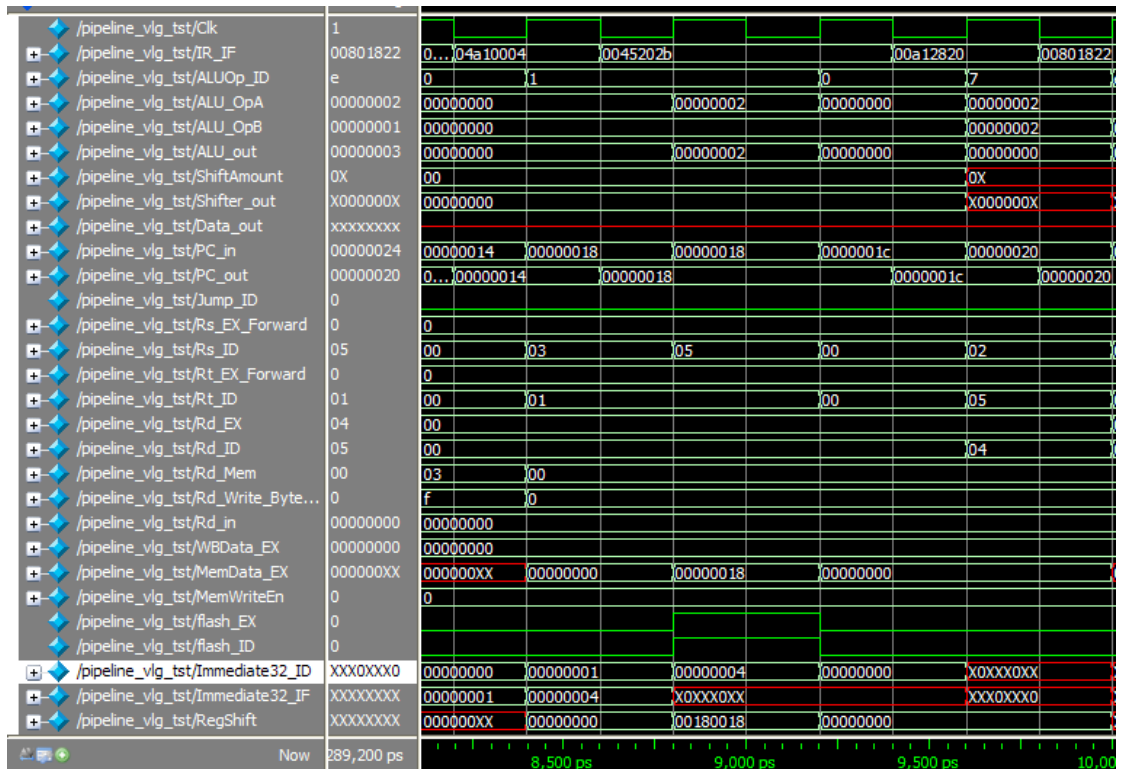 /pipeline_vlg_tst/Clk 1
/pipeline_vlg_tst/IR_IF 00801822 0... 04a10004 0045202b 00a12820 00801822
/pipeline_vlg_tst/ALUOp_ID e 0 1 0 7
/pipeline_vlg_tst/ALU_OpA 00000002 00000000 00000002 00000000 00000002
/pipeline_vlg_tst/ALU_OpB 00000001 00000000 00000002
/pipeline_vlg_tst/ALU_out 00000003 00000000 00000002 00000000 00000000
/pipeline_vlg_tst/ShiftAmount 0X 00 0X
/pipeline_vlg_tst/Shifter_out X000000X 00000000 X000000X
/pipeline_vlg_tst/Data_out xxxxxxxx
/pipeline_vlg_tst/PC_in 00000024 00000014 00000018 00000018 0000001c 00000020
/pipeline_vlg_tst/PC_out 00000020 0... 00000014 00000018 0000001c 00000020
/pipeline_vlg_tst/Jump_ID 0
/pipeline_vlg_tst/Rs_EX_Forward 0 0
/pipeline_vlg_tst/Rs_ID 05 00 03 05 00 02
/pipeline_vlg_tst/Rt_EX_Forward 0 0
/pipeline_vlg_tst/Rt_ID 01 00 01 00 05
/pipeline_vlg_tst/Rd_EX 04 00
/pipeline_vlg_tst/Rd_ID 05 00 04
/pipeline_vlg_tst/Rd_Mem 00 03 00
/pipeline_vlg_tst/Rd_Write_Byte... 0 f 0
/pipeline_vlg_tst/Rd_in 00000000 00000000
/pipeline_vlg_tst/WBData_EX 00000000 00000000
/pipeline_vlg_tst/MemData_EX 000000XX 000000XX 00000000 00000018 00000000
/pipeline_vlg_tst/MemWriteEn 0 0
/pipeline_vlg_tst/flash_EX 0
/pipeline_vlg_tst/flash_ID 0
/pipeline_vlg_tst/Immediate32_ID XXX0XXX0 00000000 00000001 00000004 00000000 X0XXX0XX
/pipeline_vlg_tst/Immediate32_IF XXXXXXXX 00000001 00000004 X0XXX0XX XXX0XXX0
/pipeline_vlg_tst/RegShift XXXXXXXX 000000XX 00000000 00180018 00000000
Now 289,200 ps 8,500 ps 9,000 ps 9,500 ps 10,00